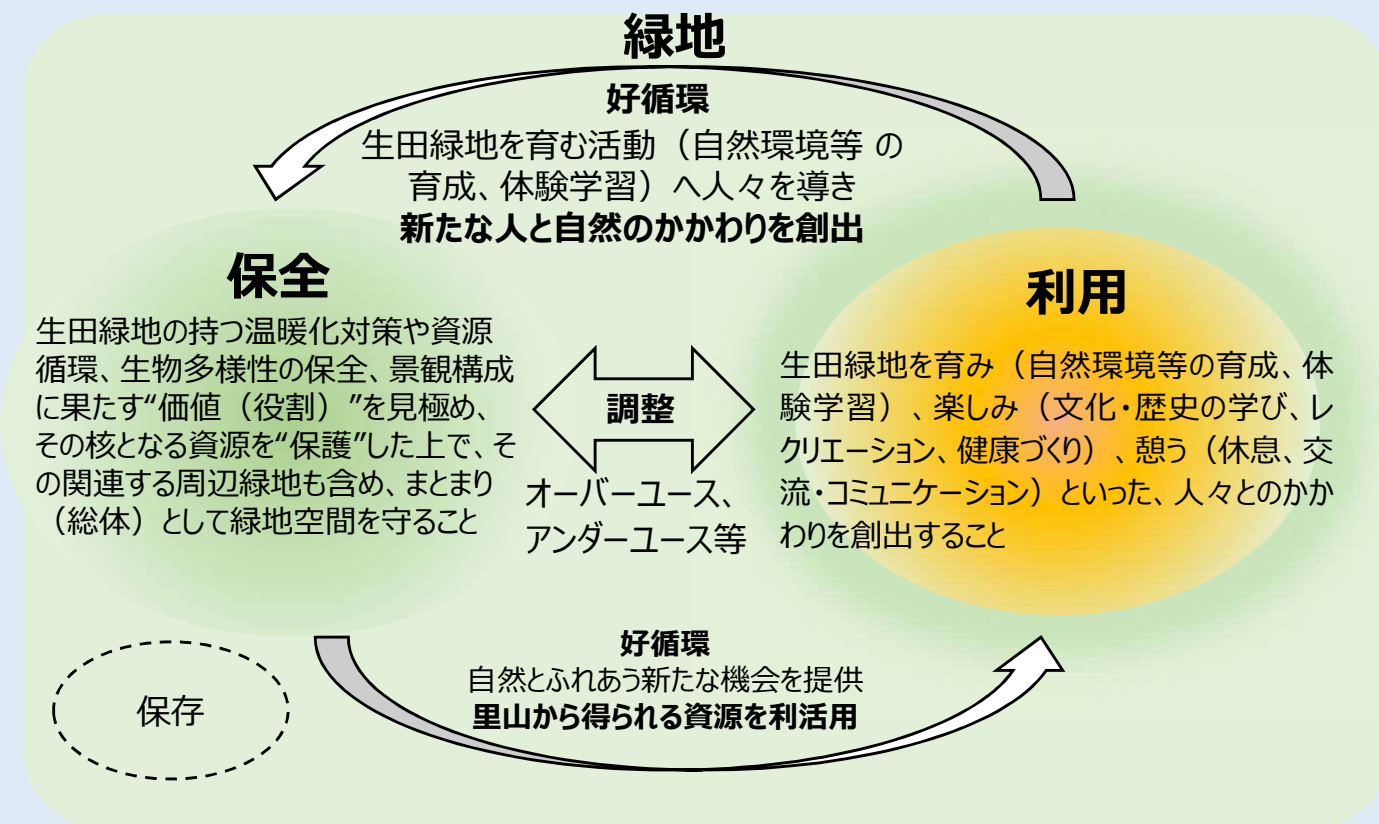 緑地
好循環
生田緑地を育む活動（自然環境等 の
育成、体験学習）へ人々を導き
新たな人と自然のかかわりを創出
保全
生田緑地の持つ温暖化対策や資源
循環、生物多様性の保全、景観構成
に果たす“価値（役割）”を見極め、
その核となる資源を“保護”した上で、そ
の関連する周辺緑地も含め、まとまり
（総体）として緑地空間を守ること
調整
オーバーユース、
アンダーユース等
利用
生田緑地を育み（自然環境等の育成、体
験学習）、楽しみ（文化・歴史の学び、レ
クリエーション、健康づくり）、憩う（休息、交
流・コミュニケーション）といった、人々とのかか
わりを創出すること
好循環
自然とふれあう新たな機会を提供
里山から得られる資源を利活用
保存